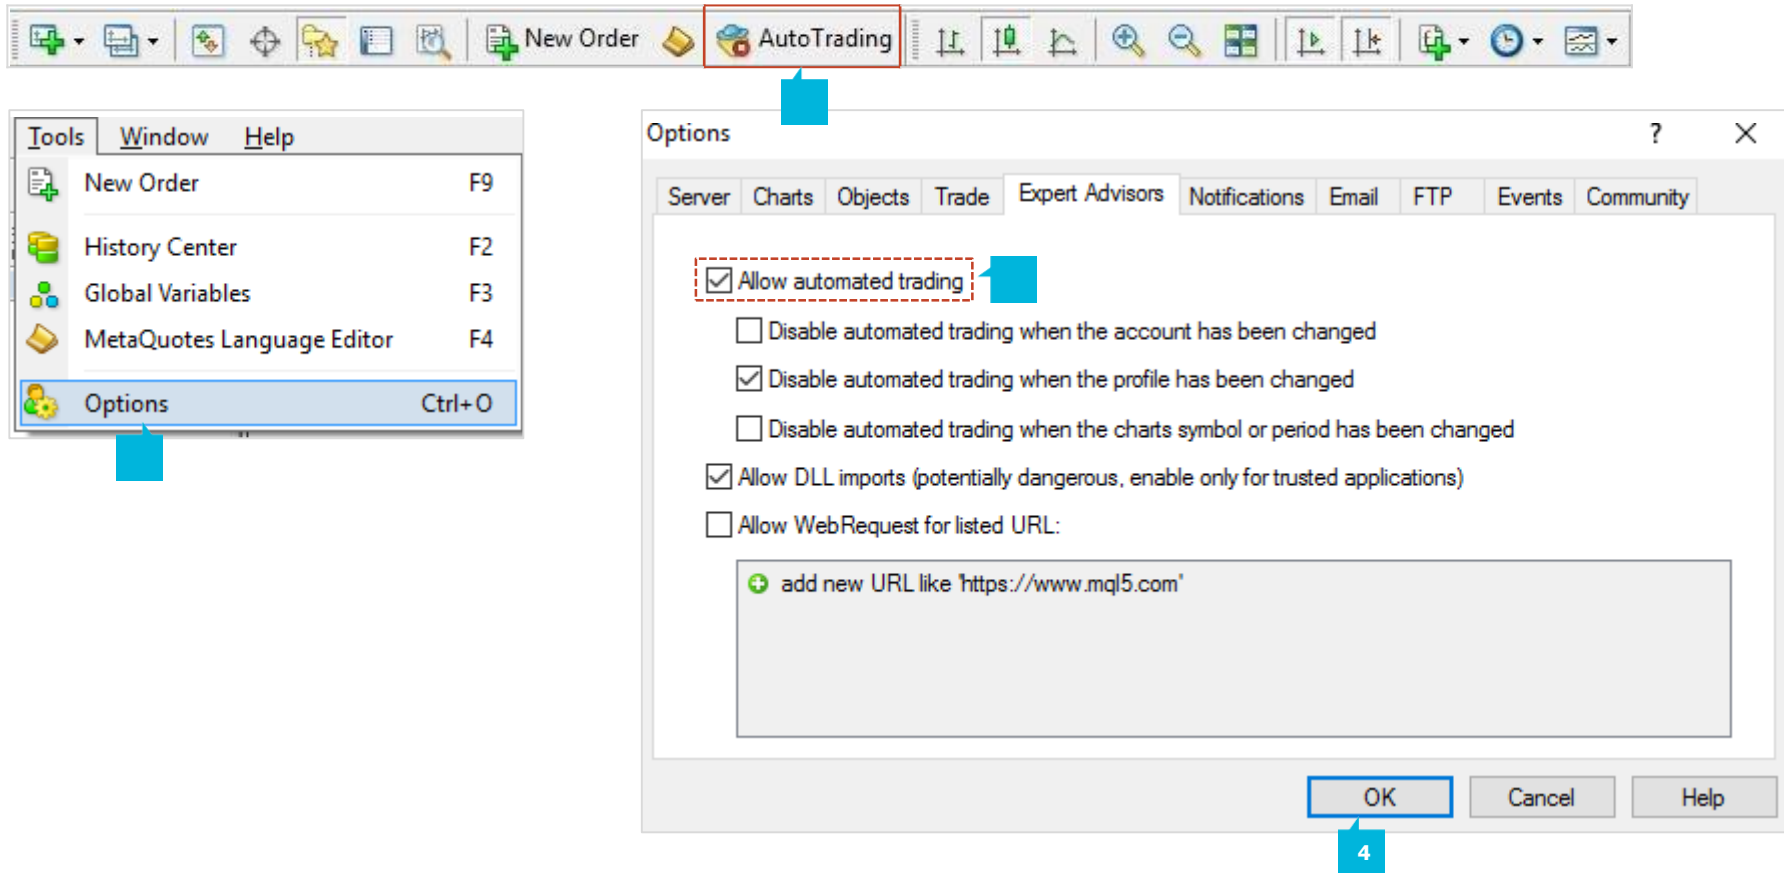 New Order AutoTrading
Tools Window Help
New Order F9
History Center F2
Global Variables F3
MetaQuotes Language Editor F4
Options Ctrl+O
Options ?
Server Charts Objects Trade Expert Advisors Notifications Email FTP Events Community
Allow automated trading
Disable automated trading when the account has been changed
Disable automated trading when the profile has been changed
Disable automated trading when the charts symbol or period has been changed
Allow DLL imports (potentially dangerous, enable only for trusted applications)
Allow WebRequest for listed URL:
add new URL like 'https://www.mql5.com'
OK Cancel Help
4